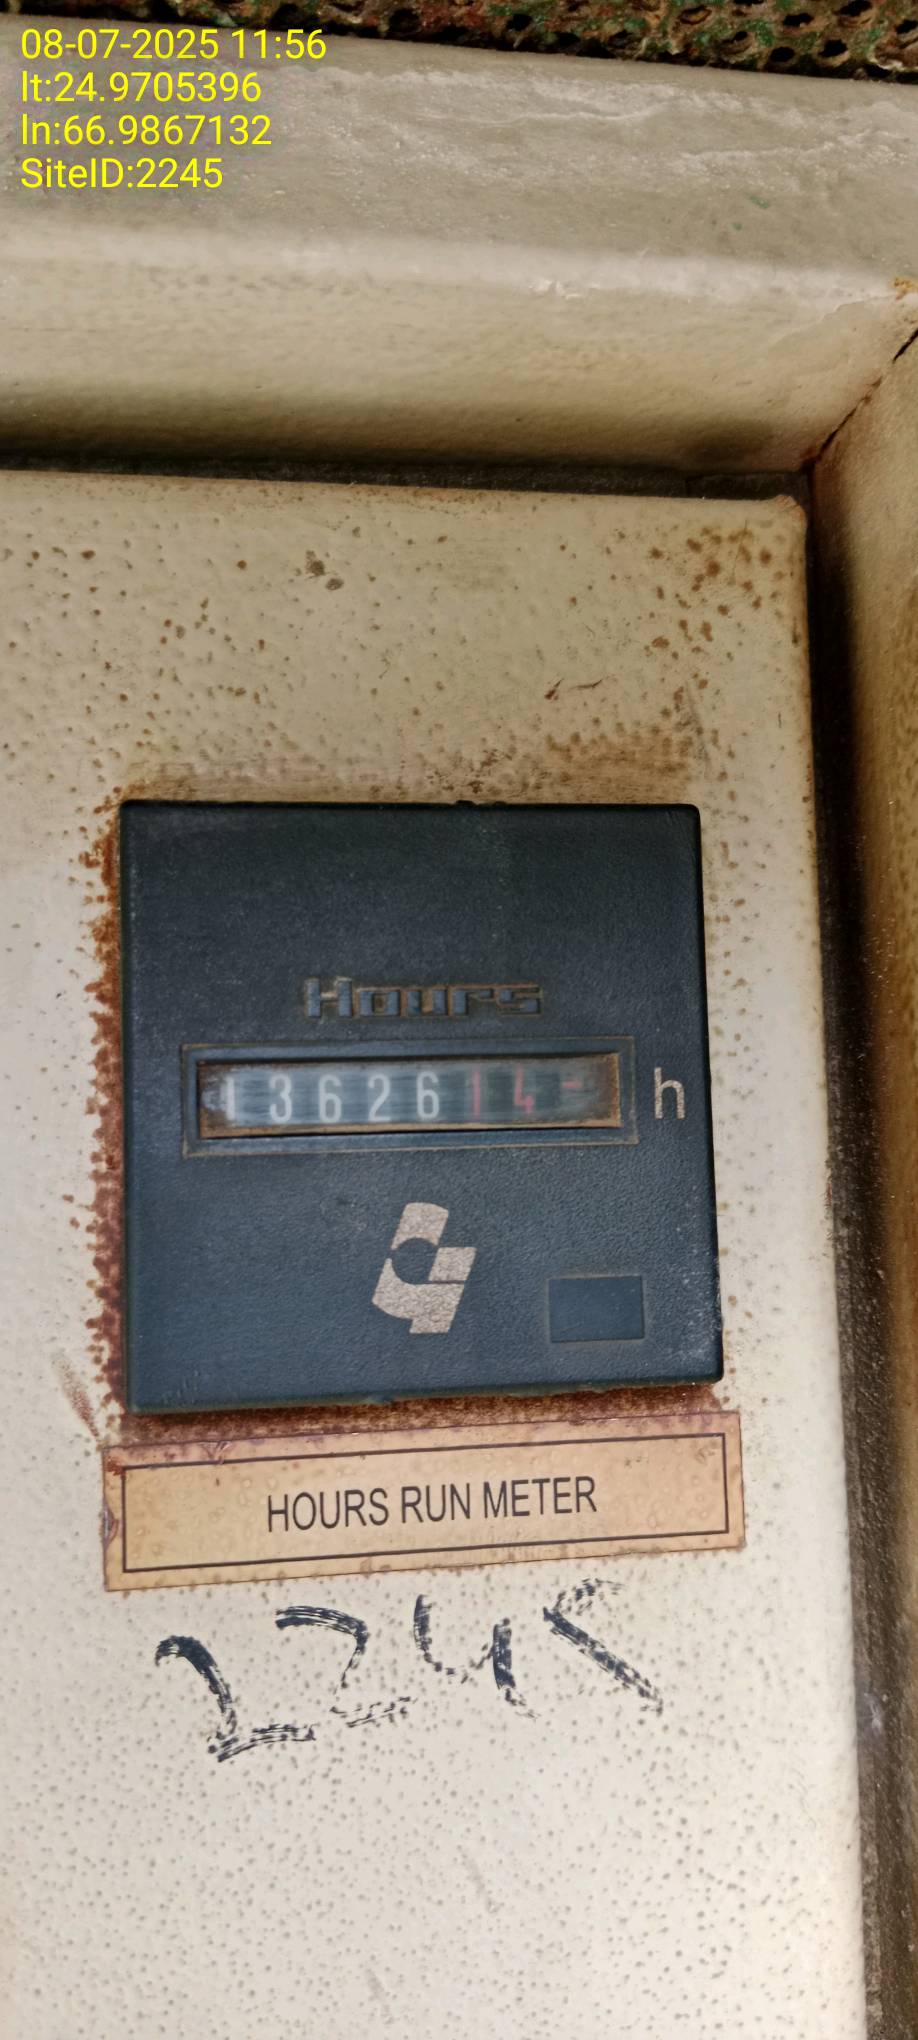 08-07-2025 11:56
lt:24.9705396
ln:66.9867132
SiteID:2245
Hours
1362614
h
HOURS RUN METER
2245